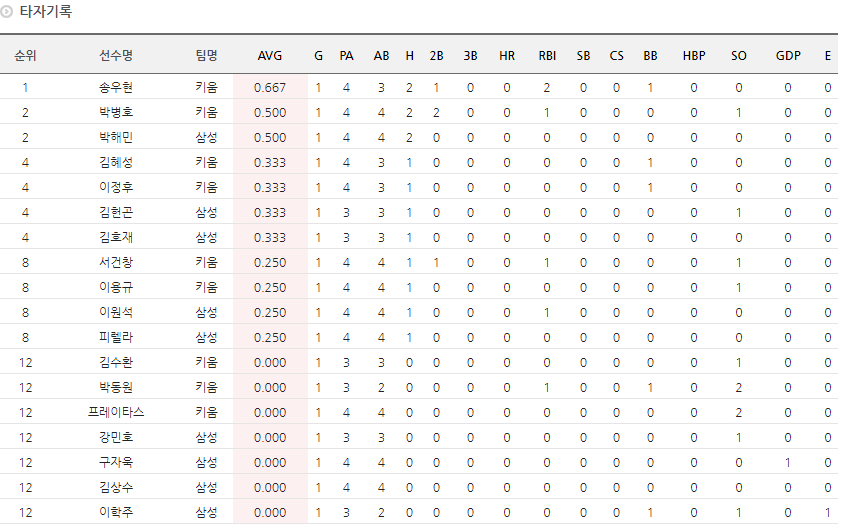 타자기록
순위 선수명 팀명 AVG G PA AB H 2B 3B HR RBI SB CS BB HBP SO GDP E
1 송우현 키움 0.667 1 4 3 2 1 0 0 2 0 0 1 0 0 0 0
2 박병호 키움 0.500 1 4 4 2 2 0 0 1 0 0 0 0 1 0 0
2 박해민 삼성 0.500 1 4 4 2 0 0 0 0 0 0 0 0 0 0 0
4 김혜성 키움 0.333 1 4 3 1 0 0 0 0 0 0 1 0 0 0 0
4 이정후 키움 0.333 1 4 3 1 0 0 0 0 0 0 1 0 0 0 0
4 김헌곤 삼성 0.333 1 3 3 1 0 0 0 0 0 0 0 0 1 0 0
4 김호재 삼성 0.333 1 3 3 1 0 0 0 0 0 0 0 0 0 0 0
8 서건창 키움 0.250 1 4 4 1 1 0 0 1 0 0 0 0 1 0 0
8 이용규 키움 0.250 1 4 4 1 0 0 0 0 0 0 0 0 1 0 0
8 이원석 삼성 0.250 1 4 4 1 0 0 0 1 0 0 0 0 0 0 0
8 피렐라 삼성 0.250 1 4 4 1 0 0 0 0 0 0 0 0 0 0 0
12 김수환 키움 0.000 1 3 3 0 0 0 0 0 0 0 0 0 1 0 0
12 박동원 키움 0.000 1 3 2 0 0 0 0 1 0 0 1 0 2 0 0
12 프레이타스 키움 0.000 1 4 4 0 0 0 0 0 0 0 0 0 2 0 0
12 강민호 삼성 0.000 1 3 3 0 0 0 0 0 0 0 0 0 1 0 0
12 구자욱 삼성 0.000 1 4 4 0 0 0 0 0 0 0 0 0 0 1 0
12 김상수 삼성 0.000 1 4 4 0 0 0 0 0 0 0 0 0 0 0 0
12 이학주 삼성 0.000 1 3 2 0 0 0 0 0 0 0 1 0 1 0 1